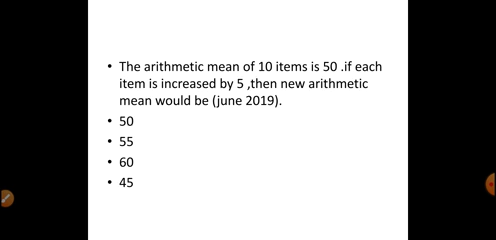 • The arithmetic mean of 10 items is 50 .if each
item is increased by 5 ,then new arithmetic
mean would be (june 2019).
• 50
• 55
• 60
• 45